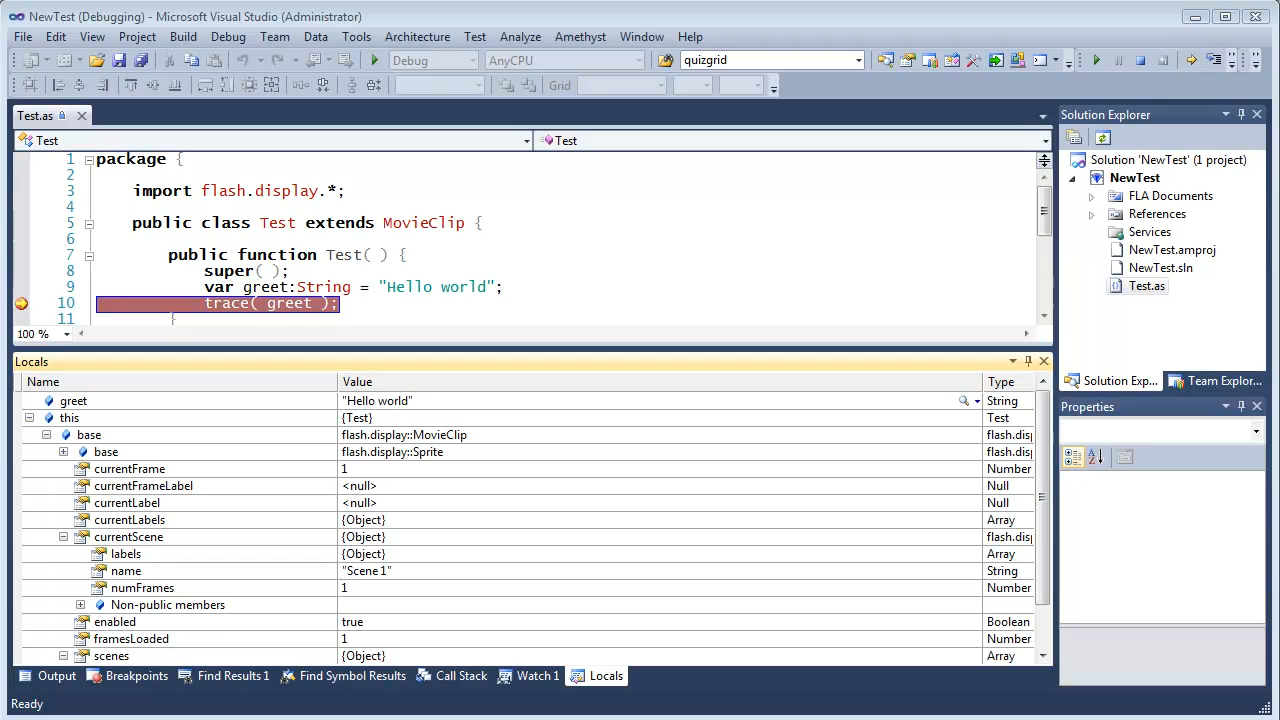 NewTest (Debugging) - Microsoft Visual Studio (Administrator)
File Edit View Project Build Debug Team Data Tools Architecture Test Analyze Amethyst Window Help
Debug AnyCPU quizgrid
Grid
Test.as
Test Test
1 package {
2
3 import flash.display.*;
4
5 public class Test extends MovieClip {
6
7 public function Test( ) {
8 super( );
9 var greet:String = "Hello world";
10 trace( greet );
11 }
100 %
Locals
Name Value Type
greet "Hello world" String
this {Test} Test
base flash.display::MovieClip flash.disp
base flash.display::Sprite flash.disp
currentFrame 1 Number
currentFrameLabel <null> Null
currentLabel <null> Null
currentLabels {Object} Array
currentScene {Object} flash.disp
labels {Object} Array
name "Scene 1" String
numFrames 1 Number
Non-public members
enabled true Boolean
framesLoaded 1 Number
scenes {Object} Array
Output Breakpoints Find Results 1 Find Symbol Results Call Stack Watch 1 Locals
Ready
Solution Explorer
Solution 'NewTest' (1 project)
NewTest
FLA Documents
References
Services
NewTest.amproj
NewTest.sln
Test.as
Solution Exp... Team Explor...
Properties